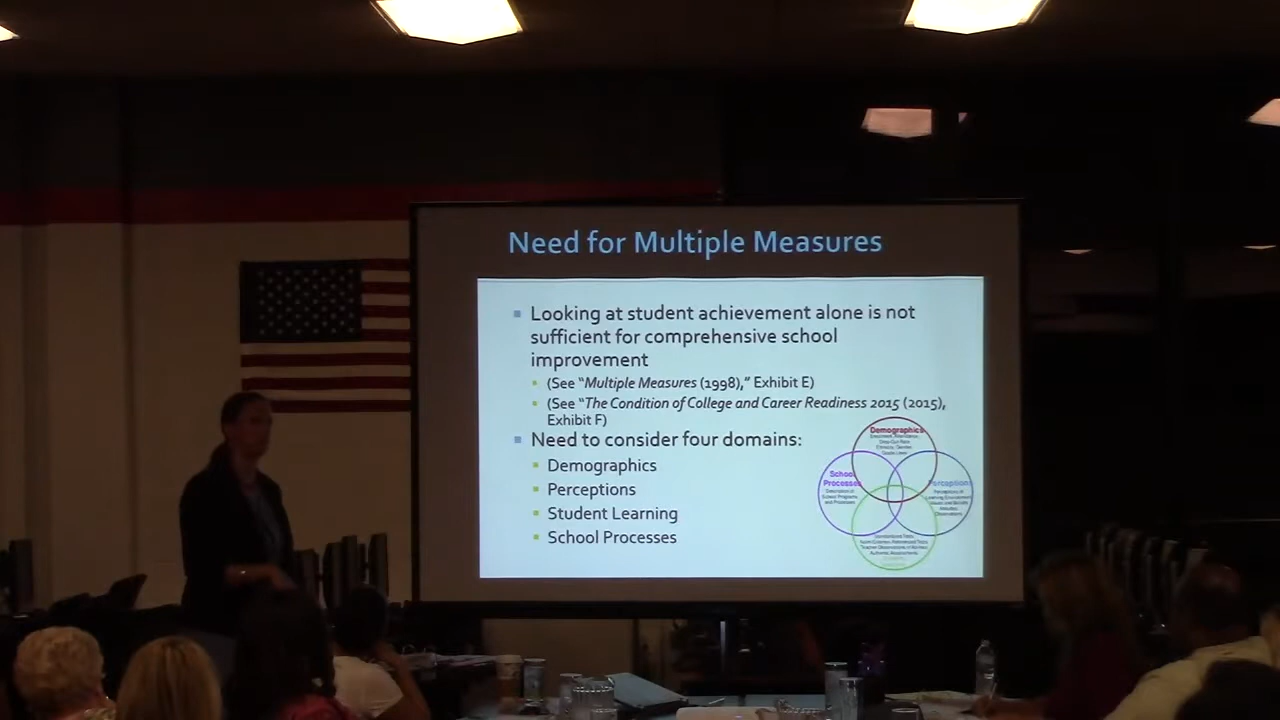 Need for Multiple Measures
Looking at student achievement alone is not
sufficient for comprehensive school
improvement
(See “Multiple Measures (1998),” Exhibit E)
(See “The Condition of College and Career Readiness 2015 (2015),
Exhibit F)
Need to consider four domains:
Demographics
Perceptions
Student Learning
School Processes
Demographics
School
Processes
Perceptions